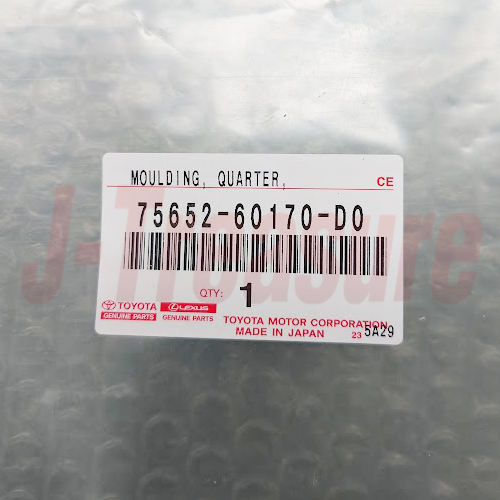 MOULDING, QUARTER,
CE
75652-60170-D0
QTY: 1
TOYOTA LEXUS
GENUINE PARTS GENUINE PARTS
TOYOTA MOTOR CORPORATION
MADE IN JAPAN
23 5A29
J-Treasure